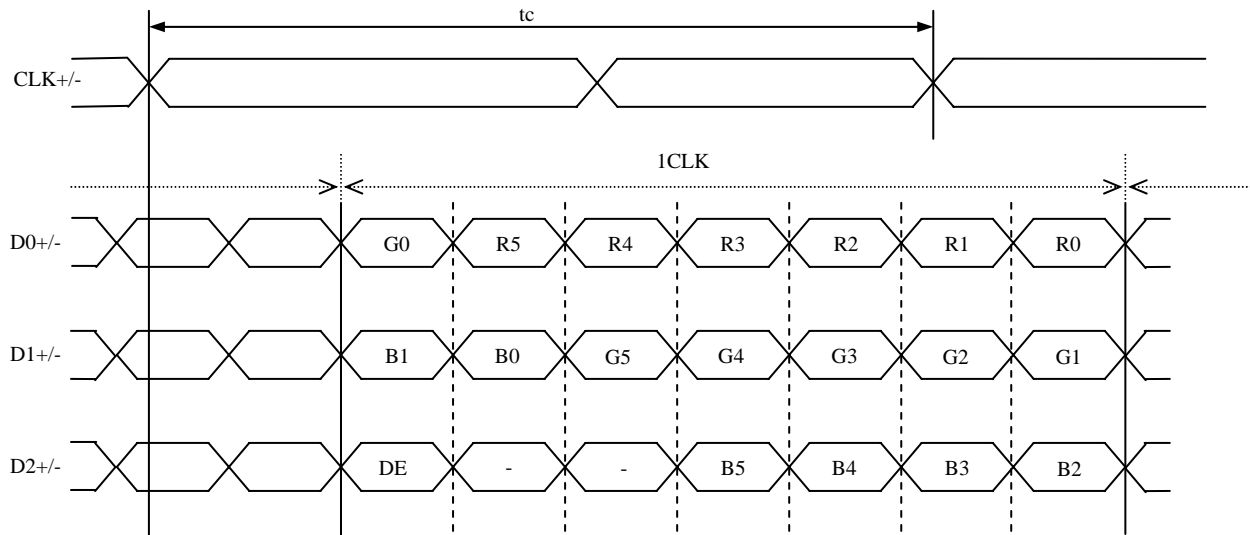 tc
CLK+/-
1CLK
D0+/- G0 R5 R4 R3 R2 R1 R0
D1+/- B1 B0 G5 G4 G3 G2 G1
D2+/- DE - - B5 B4 B3 B2